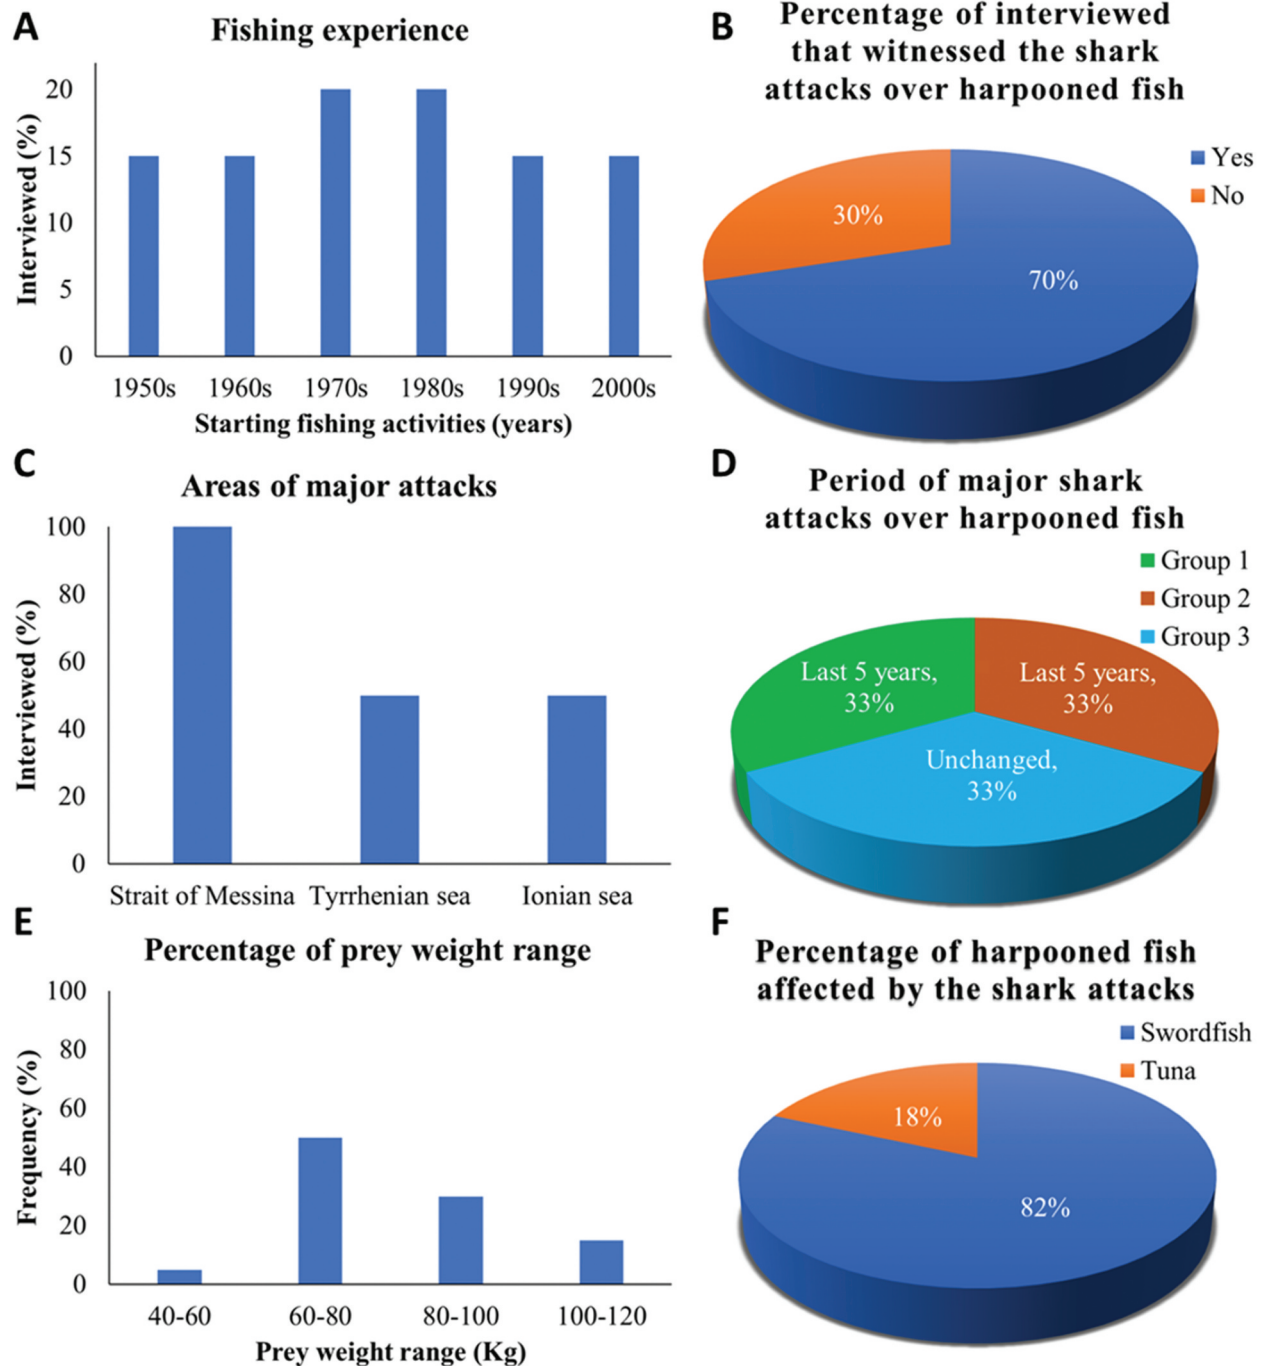 A
Fishing experience
Interviewed (%)
20
15
10
5
0
1950s 1960s 1970s 1980s 1990s 2000s
Starting fishing activities (years)
B
Percentage of interviewed
that witnessed the shark
attacks over harpooned fish
Yes
No
30%
70%
C
Areas of major attacks
Interviewed (%)
100
80
60
40
20
0
Strait of Messina Tyrrhenian sea Ionian sea
D
Period of major shark
attacks over harpooned fish
Group 1
Group 2
Group 3
Last 5 years,
33%
Last 5 years,
33%
Unchanged,
33%
E
Percentage of prey weight range
Frequency (%)
100
80
60
40
20
0
40-60 60-80 80-100 100-120
Prey weight range (Kg)
F
Percentage of harpooned fish
affected by the shark attacks
Swordfish
Tuna
18%
82%